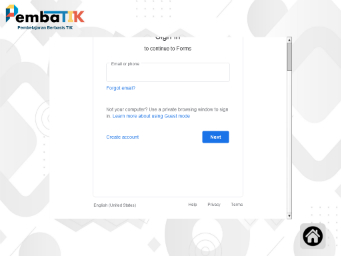 PembaTIK
Pembelajaran Berbasis TIK
Sign in
to continue to Forms
Email or phone
Forgot email?
Not your computer? Use a private browsing window to sign
in. Learn more about using Guest mode
Create account
Next
English (United States)
Help
Privacy
Terms